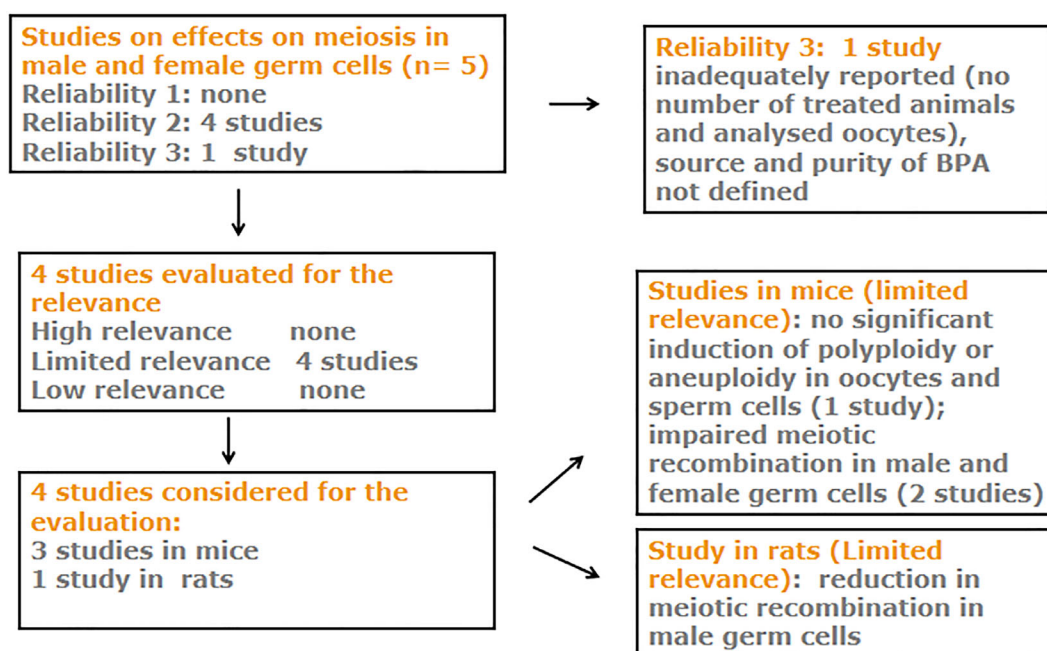 Studies on effects on meiosis in
male and female germ cells (n= 5)
Reliability 1: none
Reliability 2: 4 studies
Reliability 3: 1 study
Reliability 3: 1 study
inadequately reported (no
number of treated animals
and analysed oocytes),
source and purity of BPA
not defined
4 studies evaluated for the
relevance
High relevance none
Limited relevance 4 studies
Low relevance none
Studies in mice (limited
relevance): no significant
induction of polyploidy or
aneuploidy in oocytes and
sperm cells (1 study);
impaired meiotic
recombination in male and
female germ cells (2 studies)
4 studies considered for the
evaluation:
3 studies in mice
1 study in rats
Study in rats (Limited
relevance): reduction in
meiotic recombination in
male germ cells